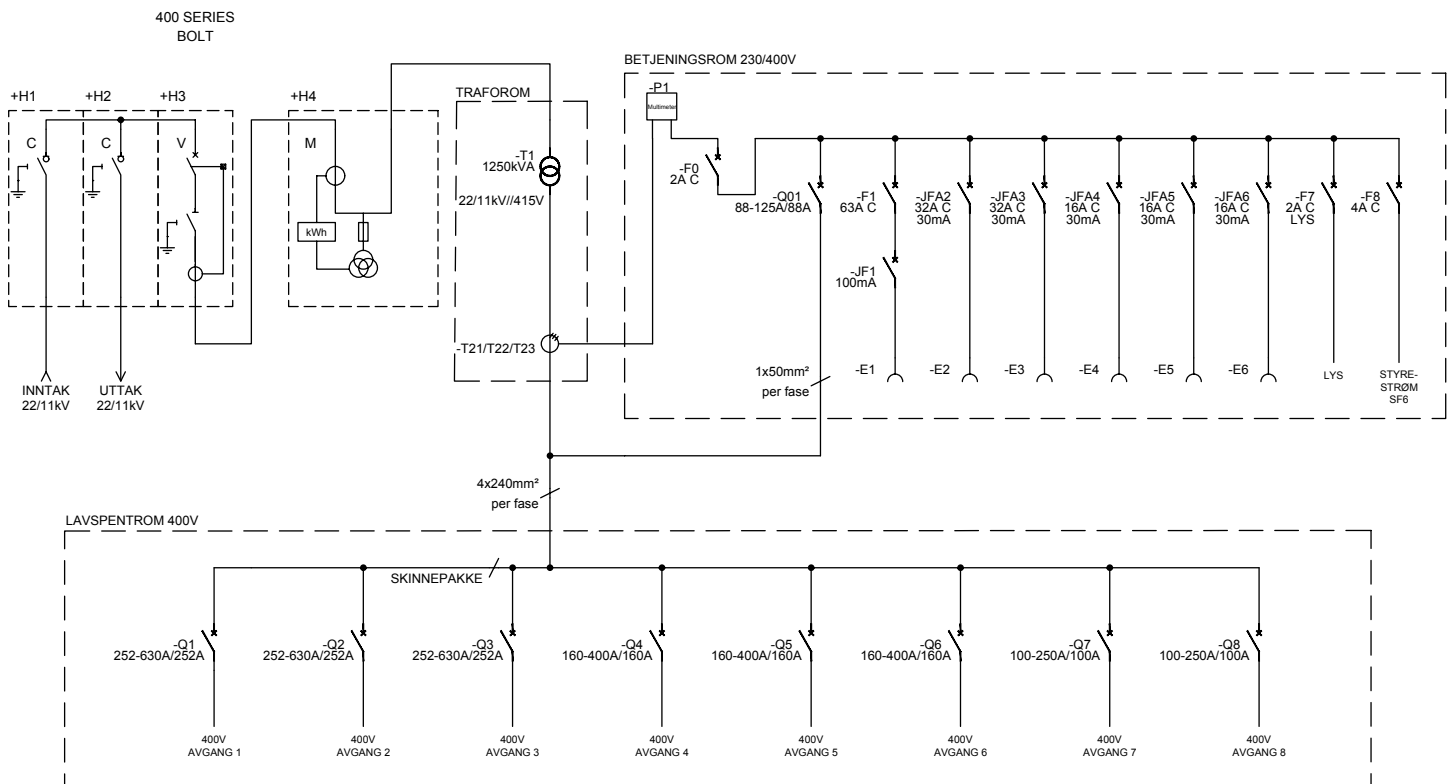 400 SERIES
BOLT
+H1
+H2
+H3
+H4
C
C
V
M
kWh
INNTAK
22/11kV
UTTAK
22/11kV
TRAFOROM
-T1
1250kVA
22/11kV//415V
-T21/T22/T23
BETJENINGSROM 230/400V
-P1
Multimeter
-F0
2A C
-Q01
88-125A/88A
-F1
63A C
-JF1
100mA
-JFA2
32A C
30mA
-JFA3
32A C
30mA
-JFA4
16A C
30mA
-JFA5
16A C
30mA
-JFA6
16A C
30mA
-F7
2A C
LYS
-F8
4A C
1x50mm²
per fase
-E1
-E2
-E3
-E4
-E5
-E6
LYS
STYRE-
STRØM
SF6
4x240mm²
per fase
LAVSPENTROM 400V
SKINNEPAKKE
-Q1
252-630A/252A
-Q2
252-630A/252A
-Q3
252-630A/252A
-Q4
160-400A/160A
-Q5
160-400A/160A
-Q6
160-400A/160A
-Q7
100-250A/100A
-Q8
100-250A/100A
400V
AVGANG 1
400V
AVGANG 2
400V
AVGANG 3
400V
AVGANG 4
400V
AVGANG 5
400V
AVGANG 6
400V
AVGANG 7
400V
AVGANG 8